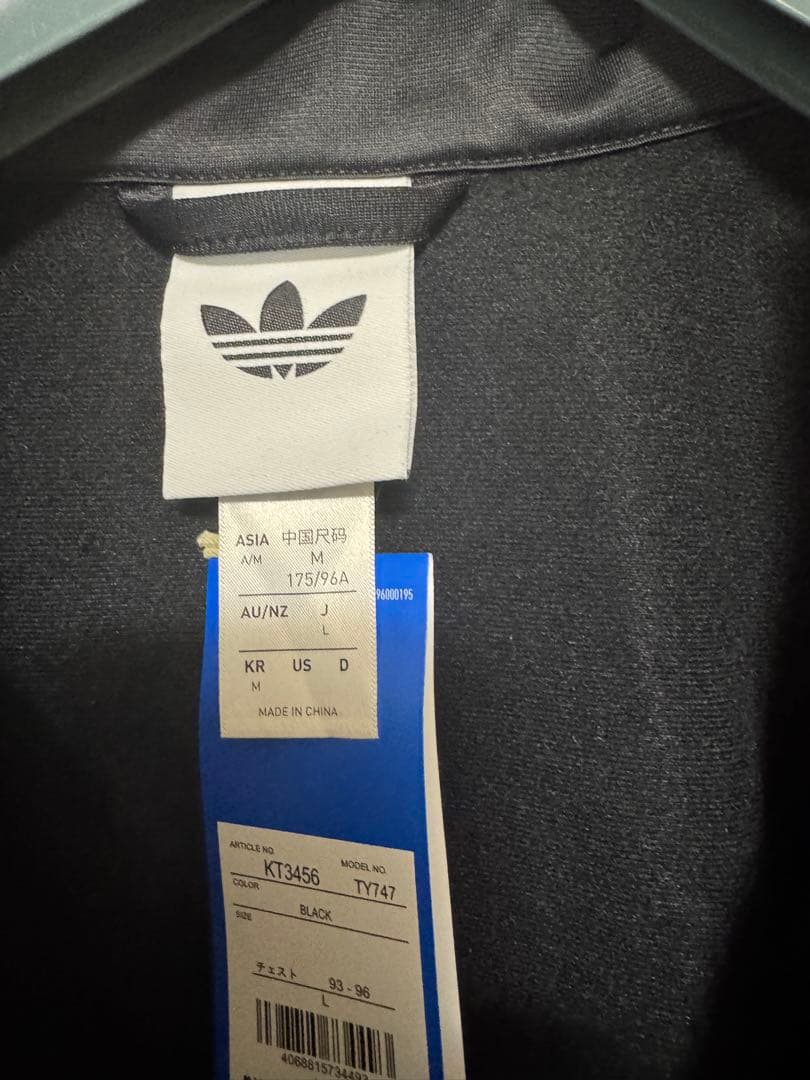 ASIA 中国尺码
A/M M
175/96A
AU/NZ J
L
KR US D
M
MADE IN CHINA
96000195
ARTICLE NO. MODEL NO.
KT3456 TY747
COLOR
BLACK
SIZE
チェスト 93 - 96
L